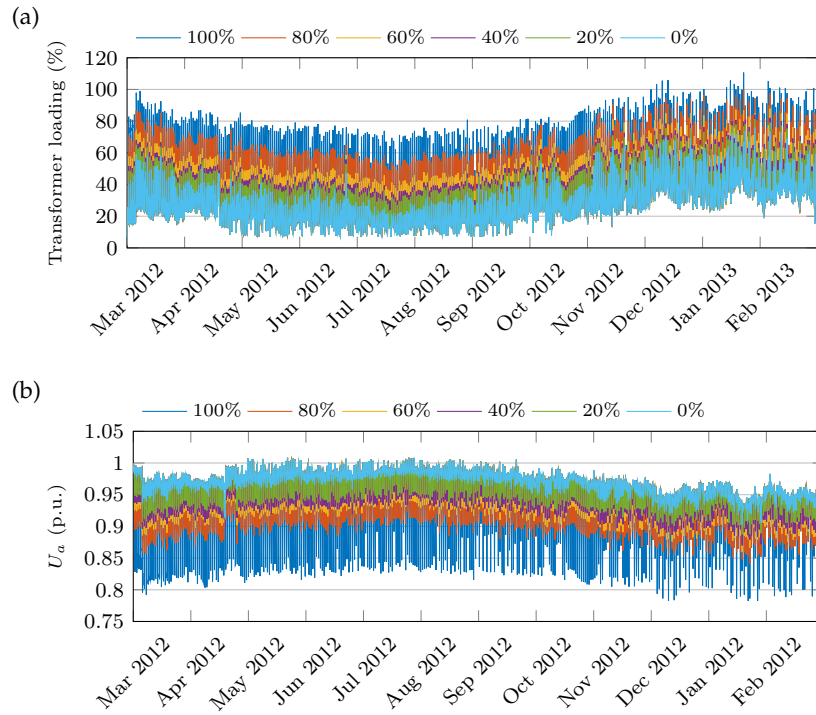 (a)
100% 80% 60% 40% 20% 0%
120
100
80
60
40
20
0
Transformer loading (%)
Mar 2012 Apr 2012 May 2012 Jun 2012 Jul 2012 Aug 2012 Sep 2012 Oct 2012 Nov 2012 Dec 2012 Jan 2013 Feb 2013
(b)
100% 80% 60% 40% 20% 0%
1.05
1
0.95
0.9
0.85
0.8
0.75
U_a (p.u.)
Mar 2012 Apr 2012 May 2012 Jun 2012 Jul 2012 Aug 2012 Sep 2012 Oct 2012 Nov 2012 Dec 2012 Jan 2012 Feb 2012